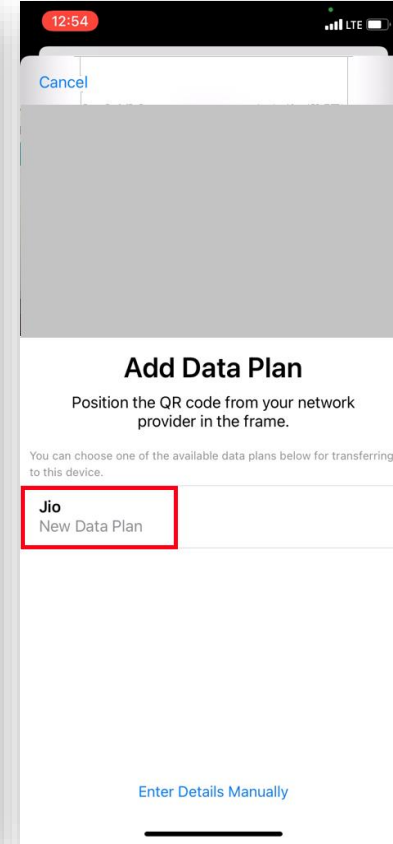 12:54
LTE
Cancel
Add Data Plan
Position the QR code from your network
provider in the frame.
You can choose one of the available data plans below for transferring
to this device.
Jio
New Data Plan
Enter Details Manually